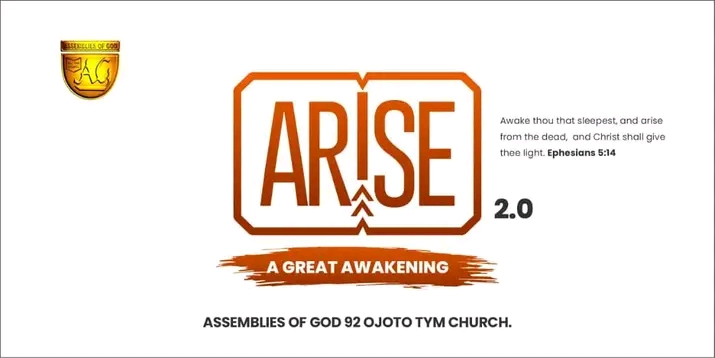 ASSEMBLIES OF GOD
AG
ARISE
Awake thou that sleepest, and arise
from the dead, and Christ shall give
thee light. Ephesians 5:14
2.0
A GREAT AWAKENING
ASSEMBLIES OF GOD 92 OJOTO TYM CHURCH.